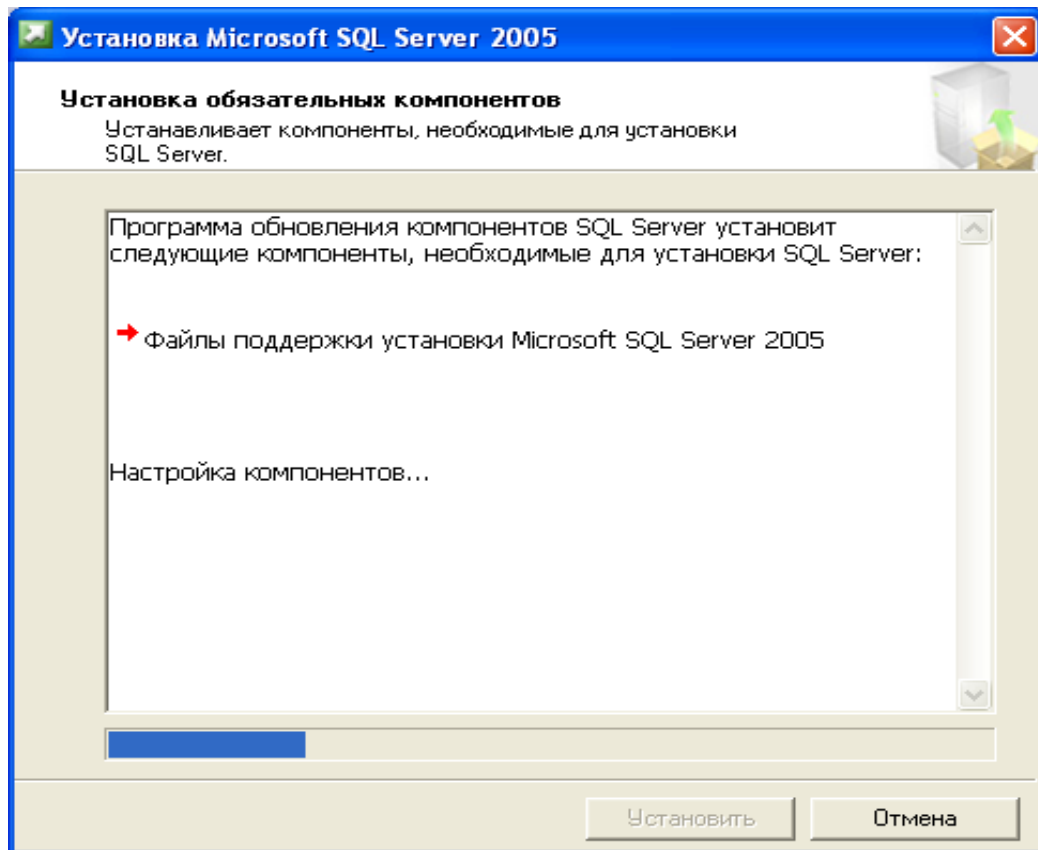 Установка Microsoft SQL Server 2005
Установка обязательных компонентов
Устанавливает компоненты, необходимые для установки
SQL Server.
Программа обновления компонентов SQL Server установит
следующие компоненты, необходимые для установки SQL Server:
Файлы поддержки установки Microsoft SQL Server 2005
Настройка компонентов...
Установить
Отмена